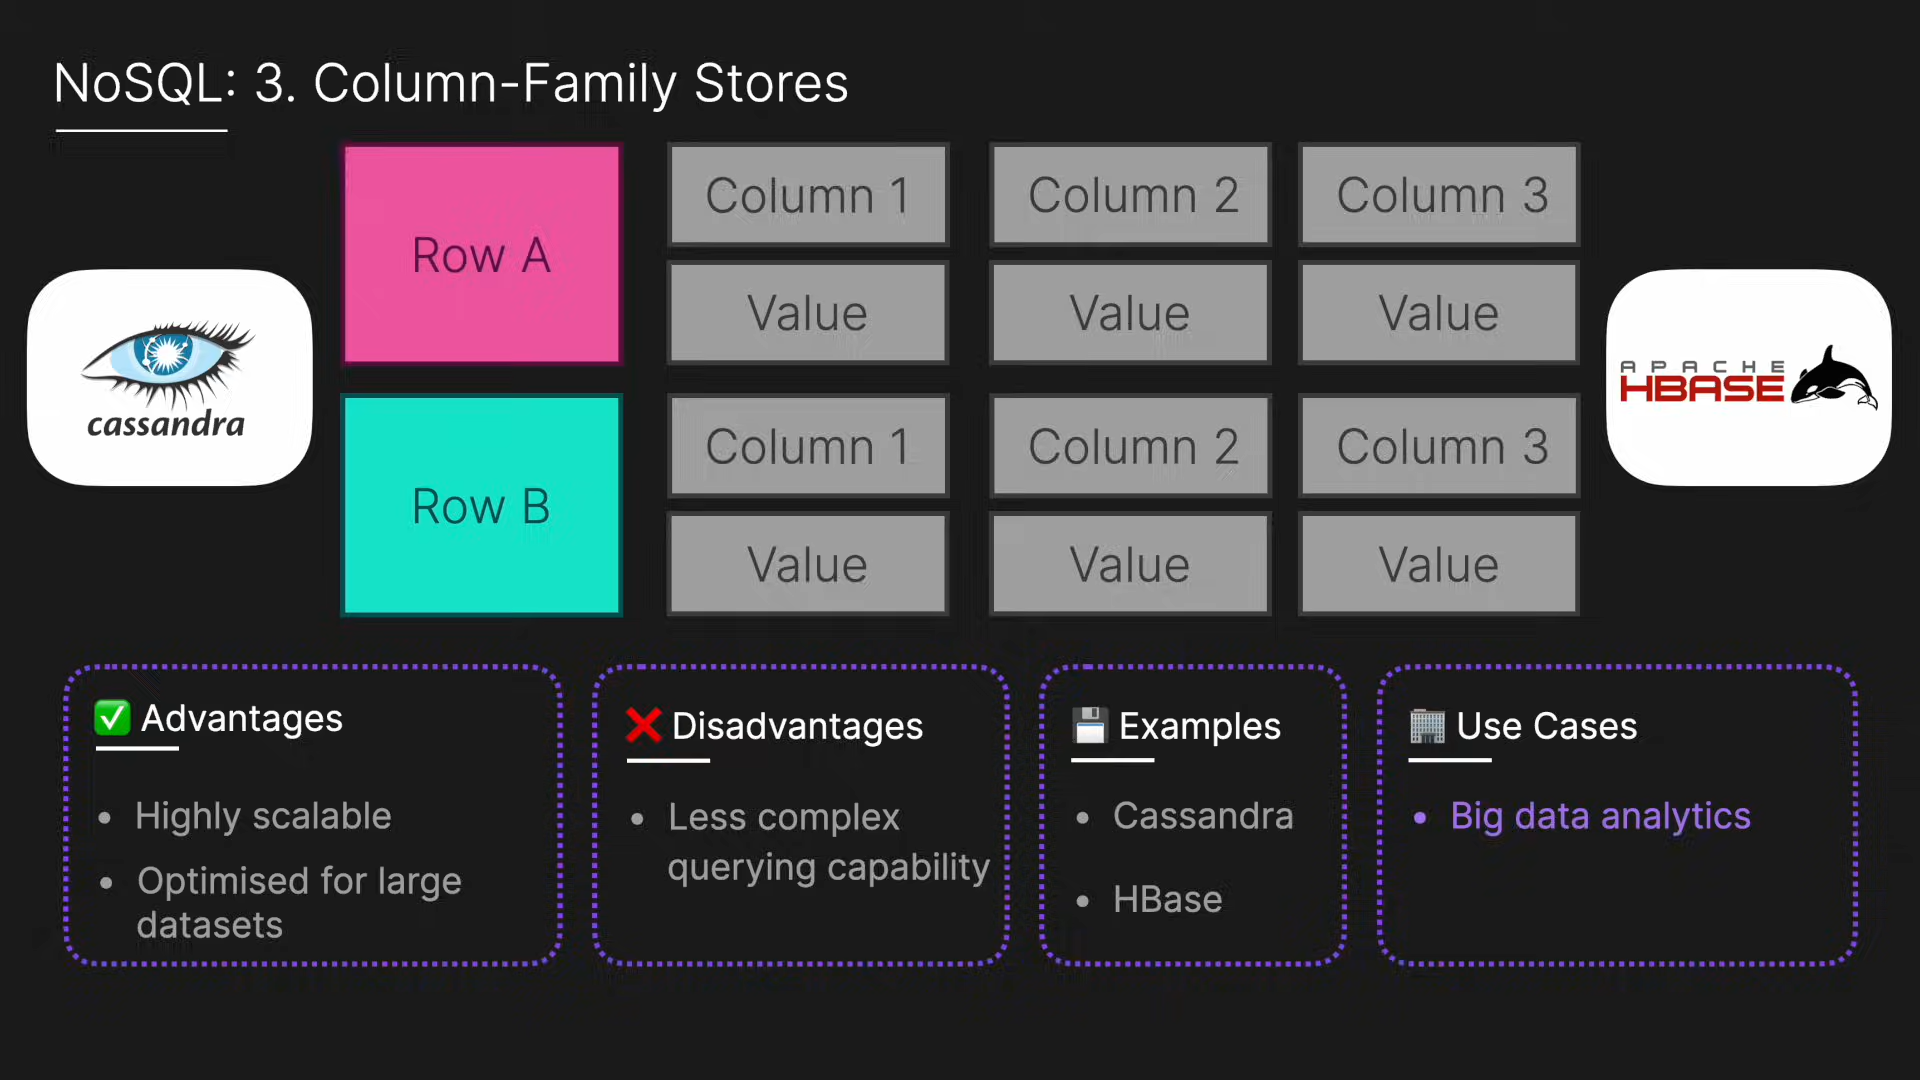 NoSQL: 3. Column-Family Stores
Row A
Column 1
Column 2
Column 3
Value
Value
Value
cassandra
APACHE
HBASE
Row B
Column 1
Column 2
Column 3
Value
Value
Value
✅ Advantages
• Highly scalable
• Optimised for large
datasets
❌ Disadvantages
• Less complex
querying capability
💾 Examples
• Cassandra
• HBase
🏢 Use Cases
• Big data analytics